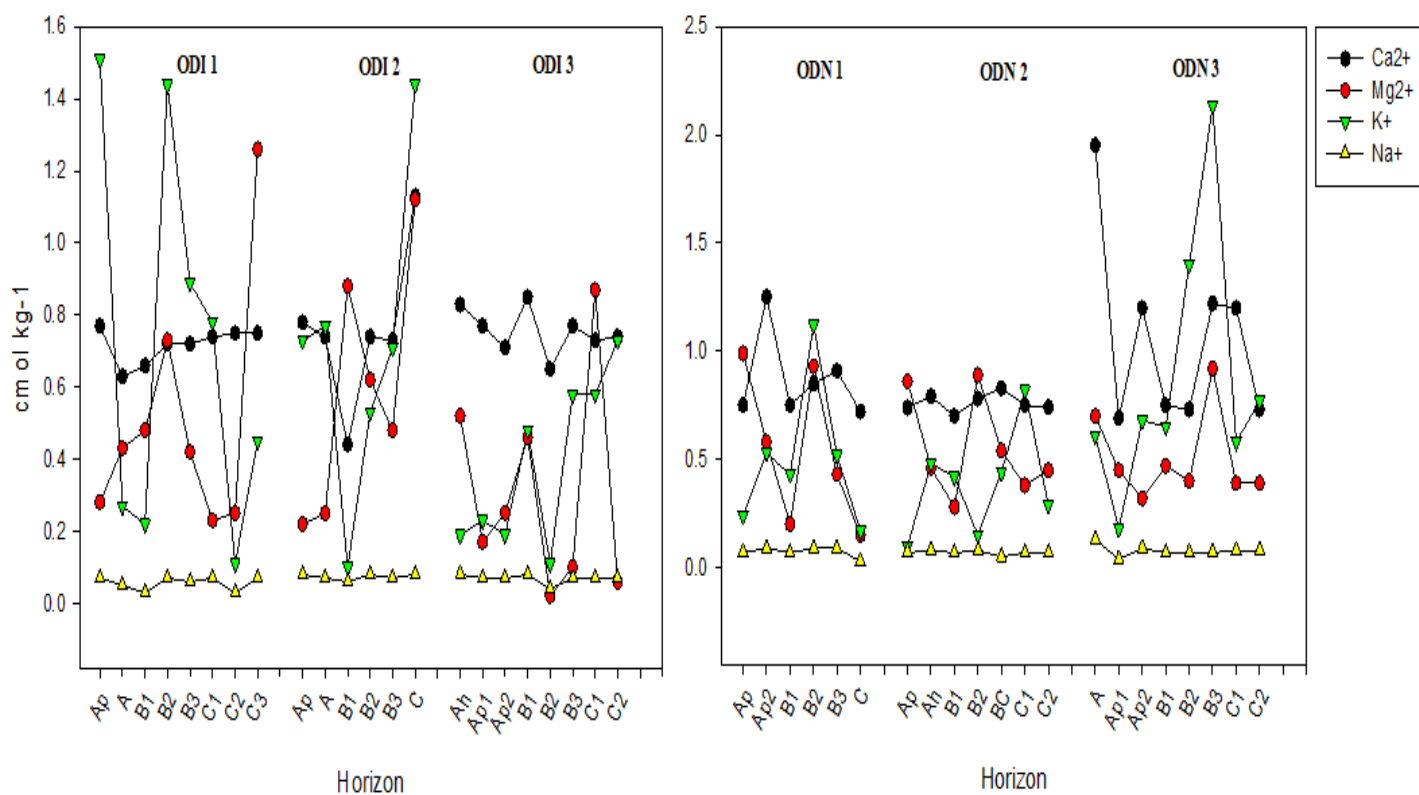 1.6
1.4
1.2
1.0
0.8
0.6
0.4
0.2
0.0
cm ol kg-1
ODI 1
ODI 2
ODI 3
Ap A B1 B2 B3 C1 C2 C3 Ap A B1 B2 B3 C Ah Ap1 Ap2 B1 B2 B3 C1 C2
Horizon
2.5
2.0
1.5
1.0
0.5
0.0
ODN 1
ODN 2
ODN 3
Ap Ap2 B1 B2 B3 C Ap Ah B1 B2 BC C1 C2 A Ap1 Ap2 B1 B2 B3 C1 C2
Horizon
Ca2+
Mg2+
K+
Na+